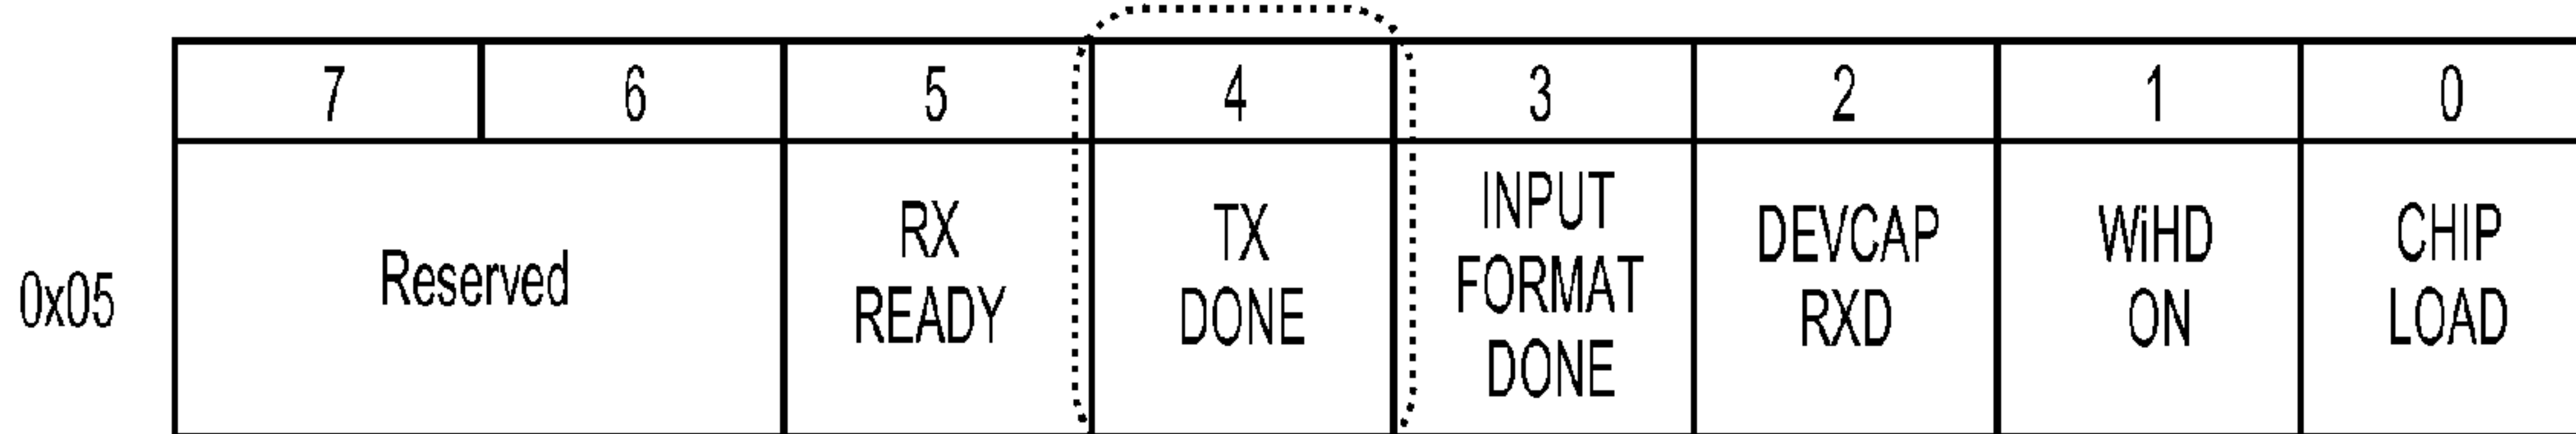 7 6 5 4 3 2 1 0
0x05
Reserved
RX
READY
TX
DONE
INPUT
FORMAT
DONE
DEVCAP
RXD
WiHD
ON
CHIP
LOAD